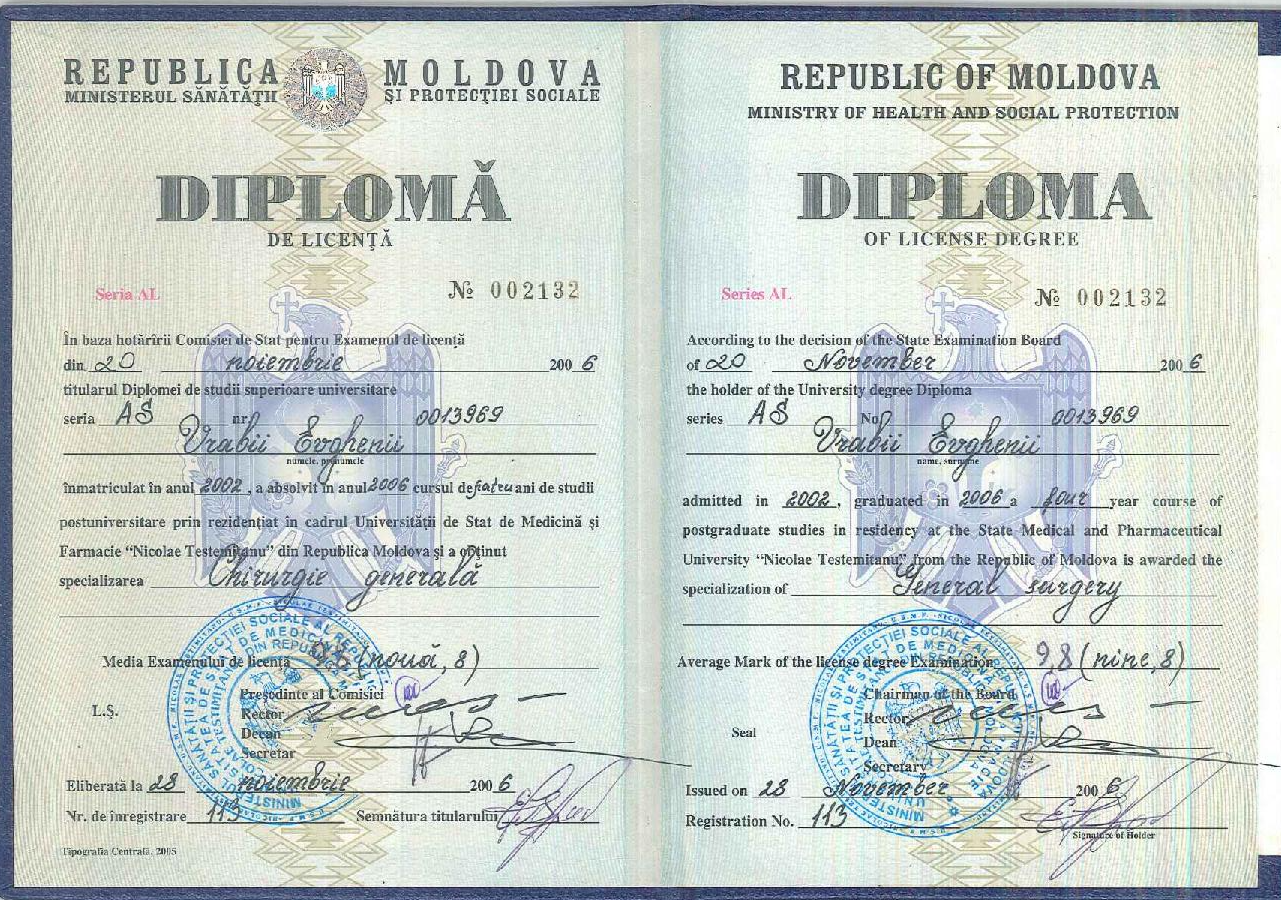 REPUBLICA MOLDOVA
MINISTERUL SĂNĂTĂŢII ŞI PROTECŢIEI SOCIALE
DIPLOMĂ
DE LICENŢĂ
Seria AL № 002132
În baza hotărîrii Comisiei de Stat pentru Examenul de licenţă
din 20 noiembrie 2006
titularul Diplomei de studii superioare universitare
seria AS nr. 0013969
Vrabii Evghenii
numele, prenumele
înmatriculat în anul 2002, a absolvit în anul 2006 cursul de patru ani de studii
postuniversitare prin rezidenţiat în cadrul Universităţii de Stat de Medicină şi
Farmacie “Nicolae Testemiţanu” din Republica Moldova şi a obţinut
specializarea Chirurgie generală
Media Examenului de licenţă 9,8 (nouă, 8)
Preşedinte al Comisiei
L.Ş.
Rector
Decan
Secretar
Eliberată la 28 noiembrie 2006
Nr. de înregistrare 113 Semnătura titularului
Tipografia Centrală, 2005
REPUBLIC OF MOLDOVA
MINISTRY OF HEALTH AND SOCIAL PROTECTION
DIPLOMA
OF LICENSE DEGREE
Series AL № 002132
According to the decision of the State Examination Board
of 20 November 2006
the holder of the University degree Diploma
series AS No 0013969
Vrabii Evghenii
name, surname
admitted in 2002, graduated in 2006 a four year course of
postgraduate studies in residency at the State Medical and Pharmaceutical
University “Nicolae Testemitanu” from the Republic of Moldova is awarded the
specialization of General surgery
Average Mark of the license degree Examination 9,8 (nine, 8)
Chairman of the Board
Rector
Seal
Dean
Secretary
Issued on 28 November 2006
Registration No. 113
Signature of Holder